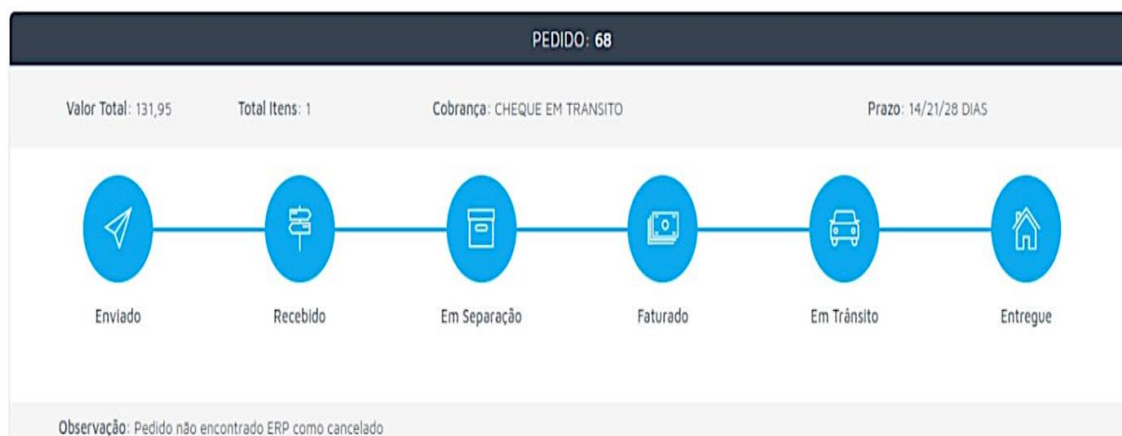 PEDIDO: 68
Valor Total: 131,95 Total Itens: 1 Cobrança: CHEQUE EM TRANSITO Prazo: 14/21/28 DIAS
Enviado Recebido Em Separação Faturado Em Trânsito Entregue
Observação: Pedido não encontrado ERP como cancelado